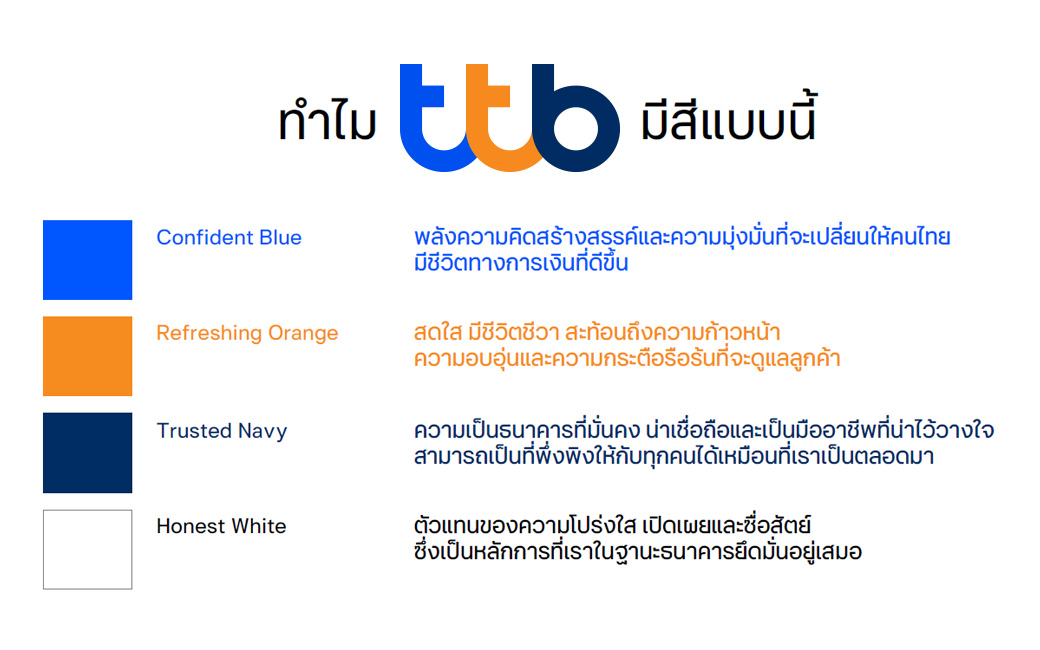 ทำไม ttb มีสีแบบนี้
Confident Blue
พลังความคิดสร้างสรรค์และความมุ่งมั่นที่จะเปลี่ยนให้คนไทย
มีชีวิตทางการเงินที่ดีขึ้น
Refreshing Orange
สดใส มีชีวิตชีวา สะท้อนถึงความก้าวหน้า
ความอบอุ่นและความกระตือรือร้นที่จะดูแลลูกค้า
Trusted Navy
ความเป็นธนาคารที่มั่นคง น่าเชื่อถือและเป็นมืออาชีพที่น่าไว้วางใจ
สามารถเป็นที่พึ่งพิงให้กับทุกคนได้เหมือนที่เราเป็นตลอดมา
Honest White
ตัวแทนของความโปร่งใส เปิดเผยและซื่อสัตย์
ซึ่งเป็นหลักการที่เราในฐานะธนาคารยึดมั่นอยู่เสมอ